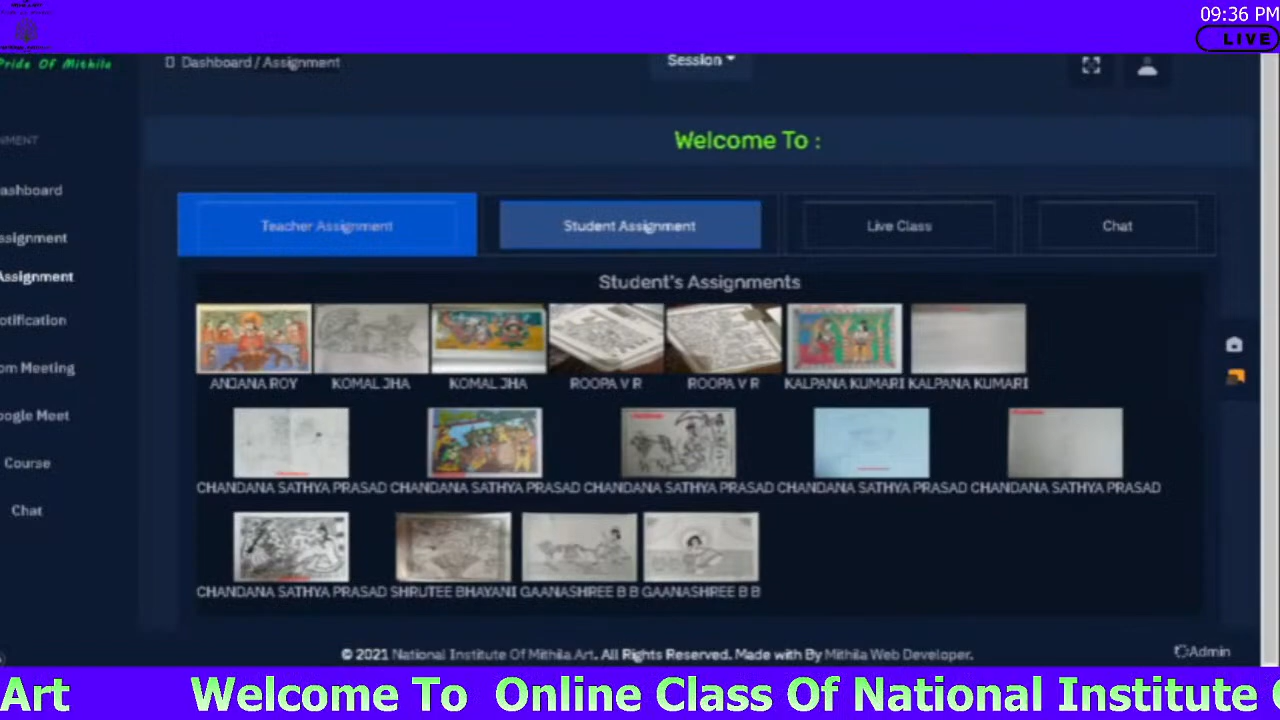 09:36 PM
LIVE
Pride Of Mithila
Dashboard / Assignment
Session
NMENT
Welcome To :
ashboard
Teacher Assignment
Student Assignment
Live Class
Chat
ssignment
Assignment
Student's Assignments
otification
om Meeting
ANJANA ROY
KOMAL JHA
KOMAL JHA
ROOPA V R
ROOPA V R
KALPANA KUMARI
KALPANA KUMARI
oogle Meet
Course
CHANDANA SATHYA PRASAD
CHANDANA SATHYA PRASAD
CHANDANA SATHYA PRASAD
CHANDANA SATHYA PRASAD
CHANDANA SATHYA PRASAD
Chat
CHANDANA SATHYA PRASAD
SHRUTEE BHAYANI
GAANASHREE B B
GAANASHREE B B
© 2021 National Institute Of Mithila Art. All Rights Reserved. Made with By Mithila Web Developer.
Admin
Art Welcome To Online Class Of National Institute